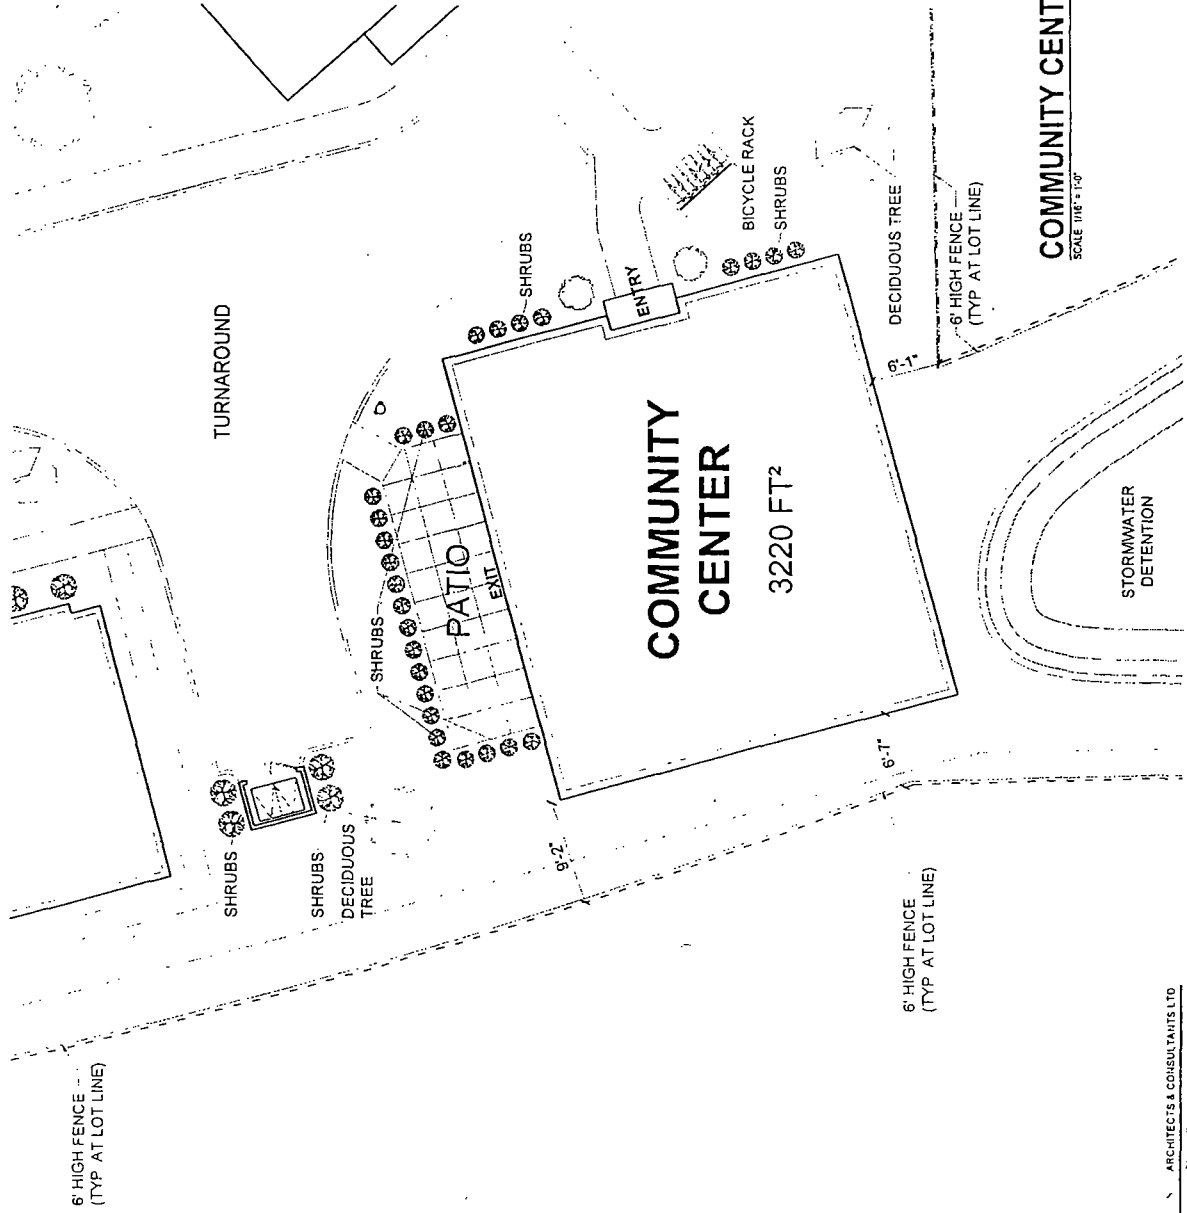 6' HIGH FENCE
(TYP AT LOT LINE)
SHRUBS
SHRUBS
DECIDUOUS
TREE
TURNAROUND
SHRUBS
PATIO
EXIT
SHRUBS
ENTRY
BICYCLE RACK
SHRUBS
COMMUNITY
CENTER
3220 FT²
9'-2"
6'-7"
6'-1"
DECIDUOUS TREE
6' HIGH FENCE
(TYP AT LOT LINE)
6' HIGH FENCE
(TYP AT LOT LINE)
STORMWATER
DETENTION
COMMUNITY CENT
SCALE 1/16" = 1'-0"
ARCHITECTS & CONSULTANTS LTD